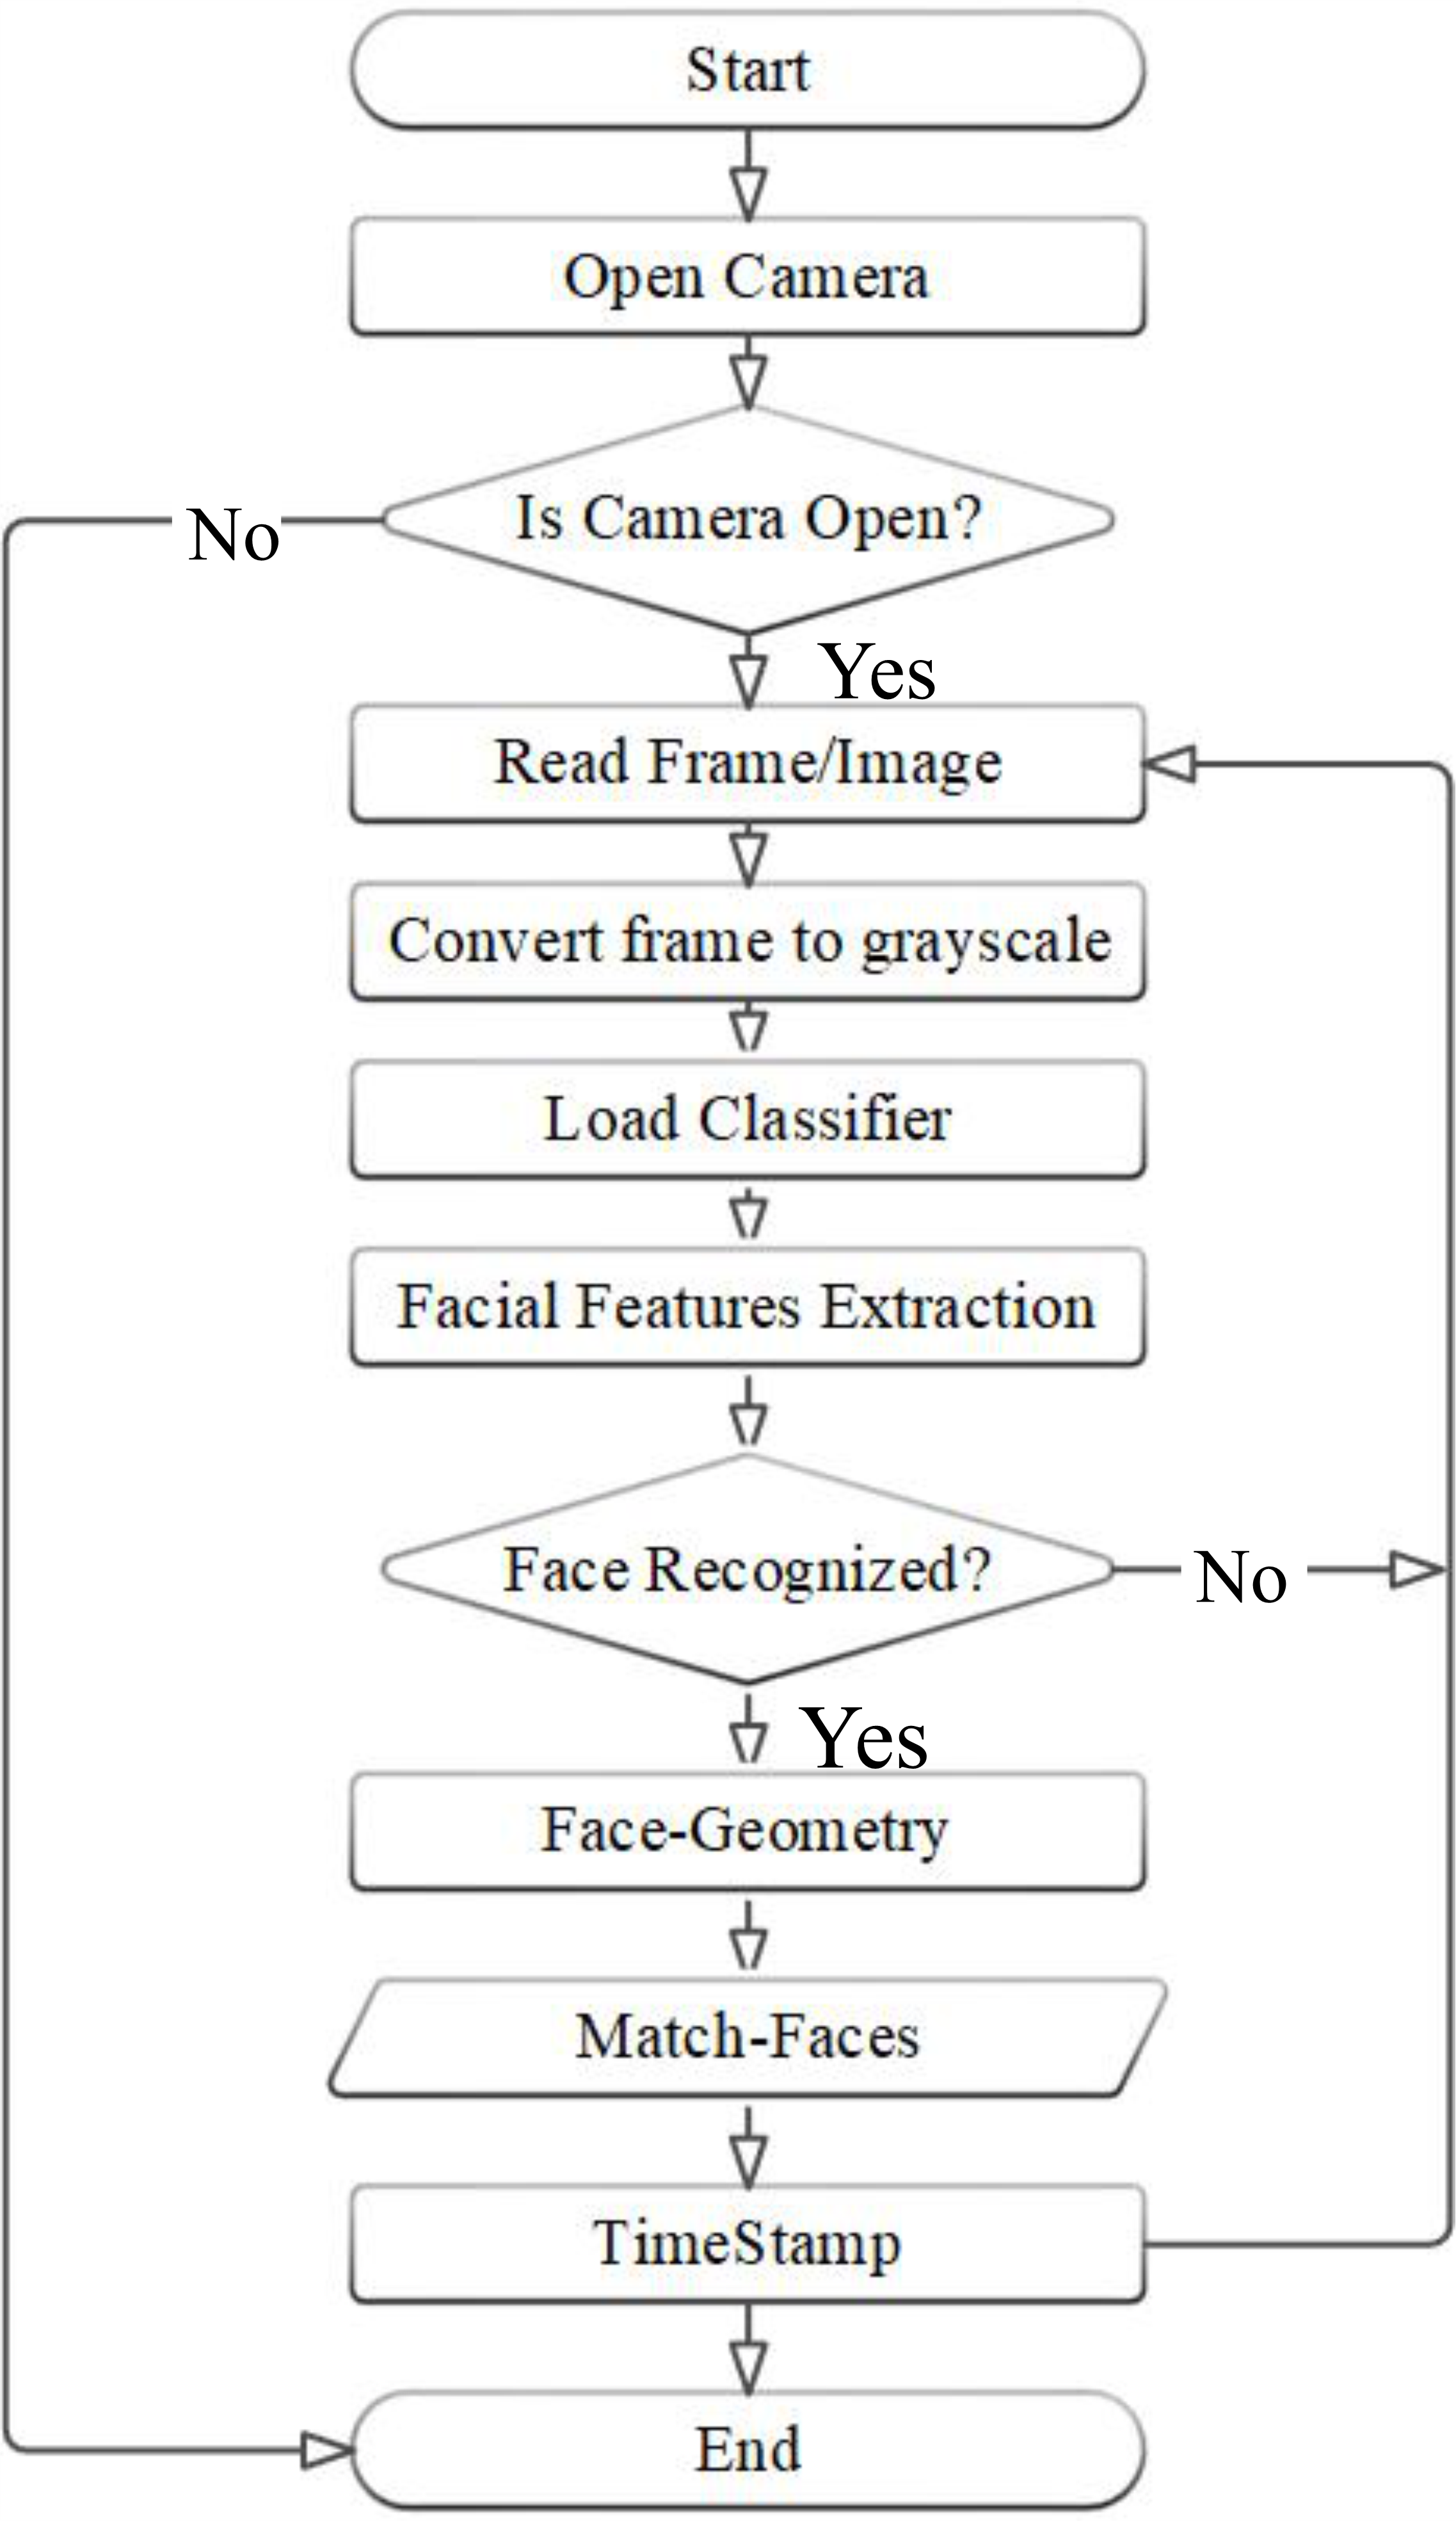 Start
Open Camera
Is Camera Open?
No
Yes
Read Frame/Image
Convert frame to grayscale
Load Classifier
Facial Features Extraction
Face Recognized?
No
Yes
Face-Geometry
Match-Faces
TimeStamp
End